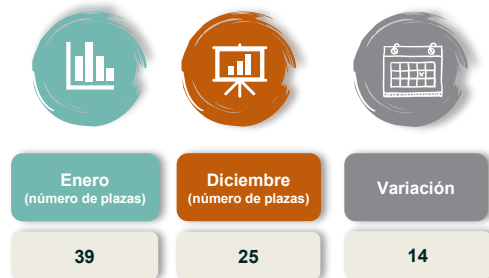 Enero
(número de plazas)
Diciembre
(número de plazas)
Variación
39
25
14